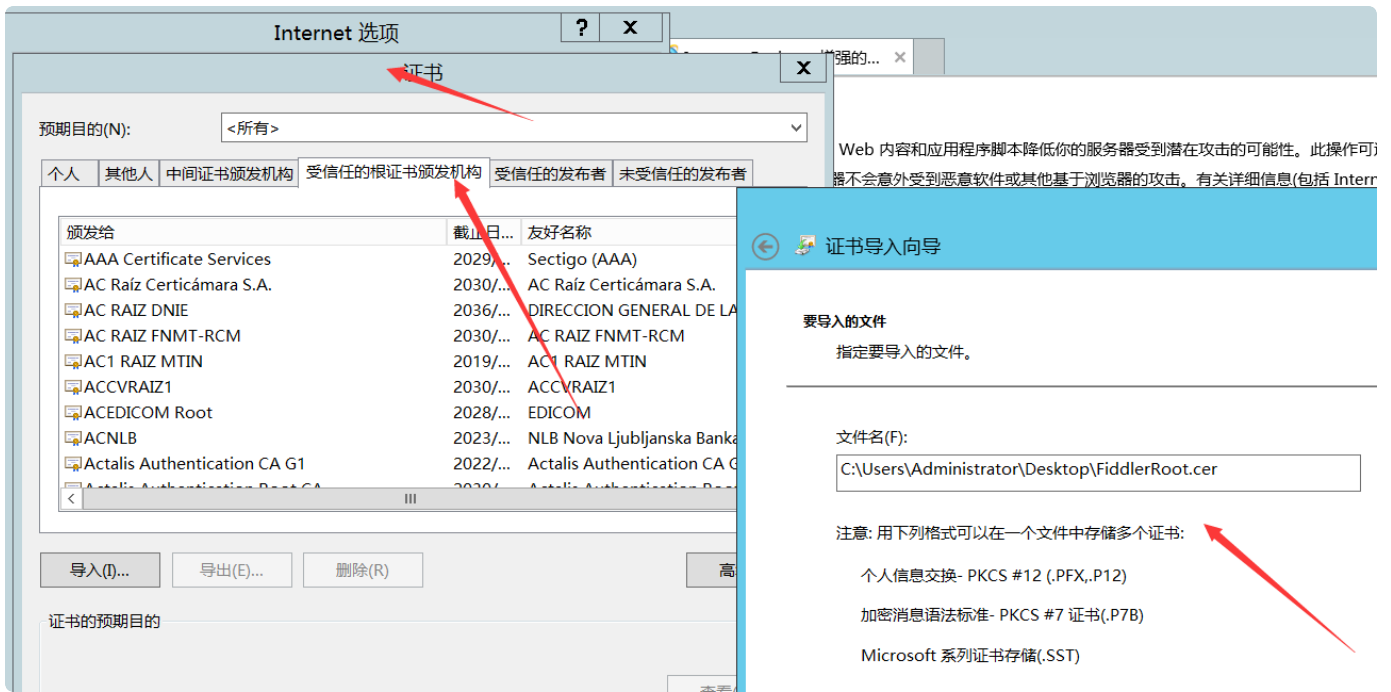 Internet 选项
?
X
增强的...
证书
X
预期目的(N):
<所有>
个人
其他人
中间证书颁发机构
受信任的根证书颁发机构
受信任的发布者
未受信任的发布者
颁发给
截止日...
友好名称
AAA Certificate Services
2029/...
Sectigo (AAA)
AC Raíz Certicámara S.A.
2030/...
AC Raíz Certicámara S.A.
AC RAIZ DNIE
2036/...
DIRECCION GENERAL DE LA
AC RAIZ FNMT-RCM
2030/...
AC RAIZ FNMT-RCM
AC1 RAIZ MTIN
2019/...
AC1 RAIZ MTIN
ACCVRAIZ1
2030/...
ACCVRAIZ1
ACEDICOM Root
2028/...
EDICOM
ACNLB
2023/...
NLB Nova Ljubljanska Banka
Actalis Authentication CA G1
2022/...
Actalis Authentication CA G
Actalis Authentication Root CA
导入(I)...
导出(E)...
删除(R)
高
证书的预期目的
Web 内容和应用程序脚本降低你的服务器受到潜在攻击的可能性。此操作可
器不会意外受到恶意软件或其他基于浏览器的攻击。有关详细信息(包括 Intern
证书导入向导
要导入的文件
指定要导入的文件。
文件名(F):
C:\Users\Administrator\Desktop\FiddlerRoot.cer
注意: 用下列格式可以在一个文件中存储多个证书:
个人信息交换- PKCS #12 (.PFX,.P12)
加密消息语法标准- PKCS #7 证书(.P7B)
Microsoft 系列证书存储(.SST)